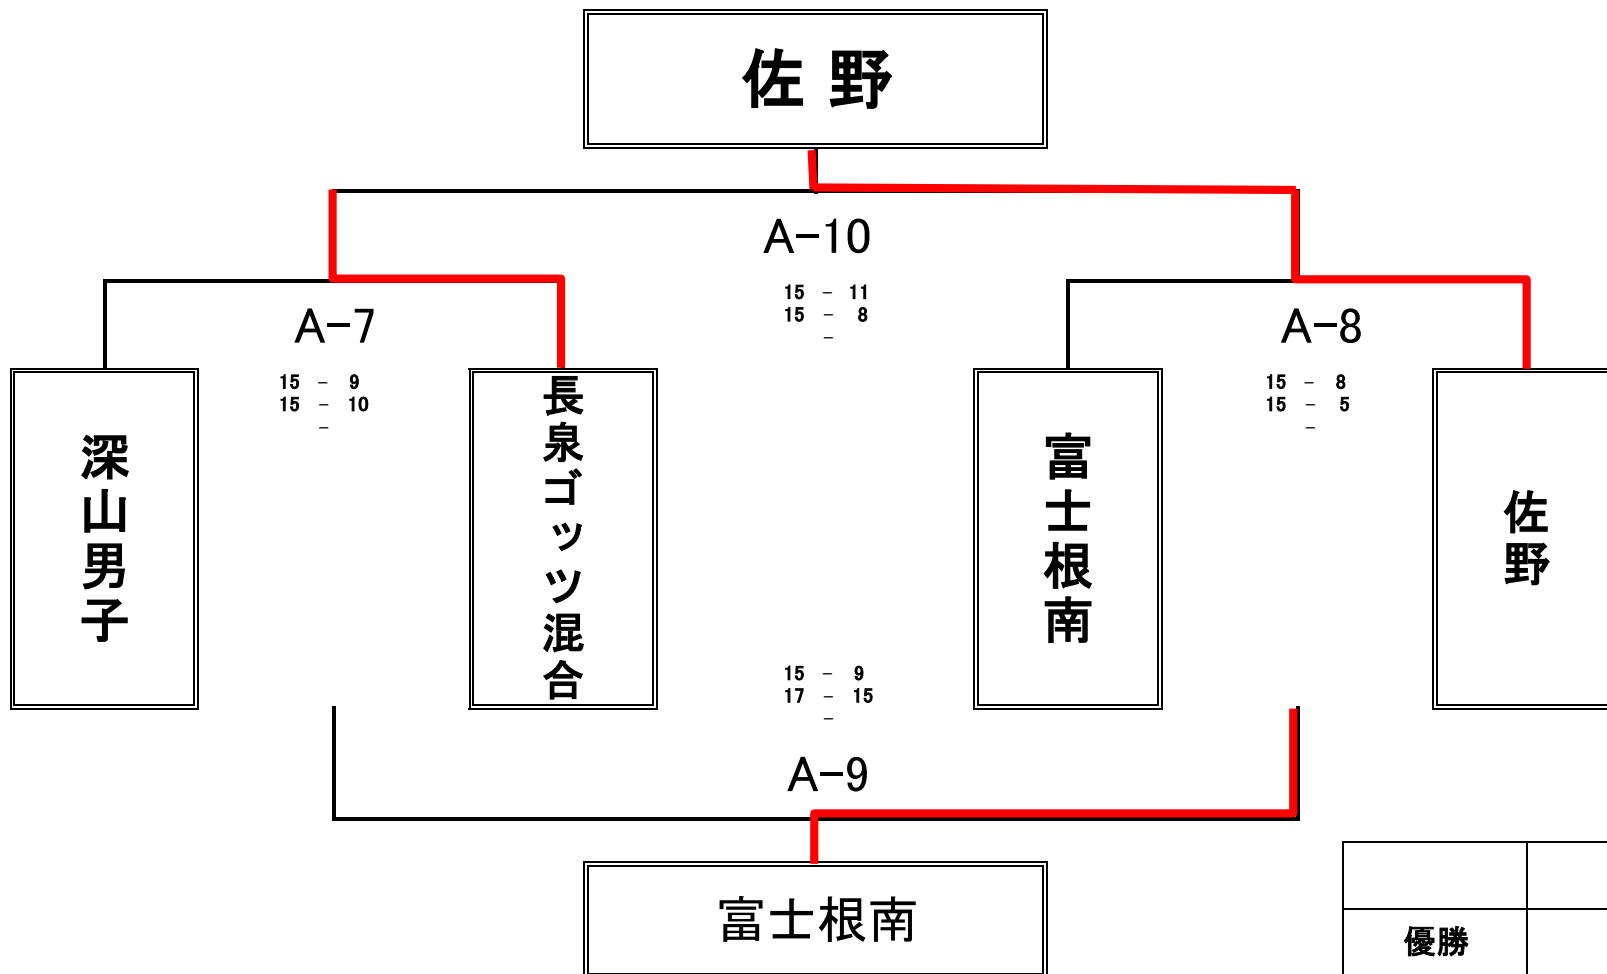 佐 野
A-10
15 - 11
15 - 8
-
A-7
15 - 9
15 - 10
-
A-8
15 - 8
15 - 5
-
深山男子
長泉ゴッツ混合
富士根南
佐野
15 - 9
17 - 15
-
A-9
富士根南
優勝